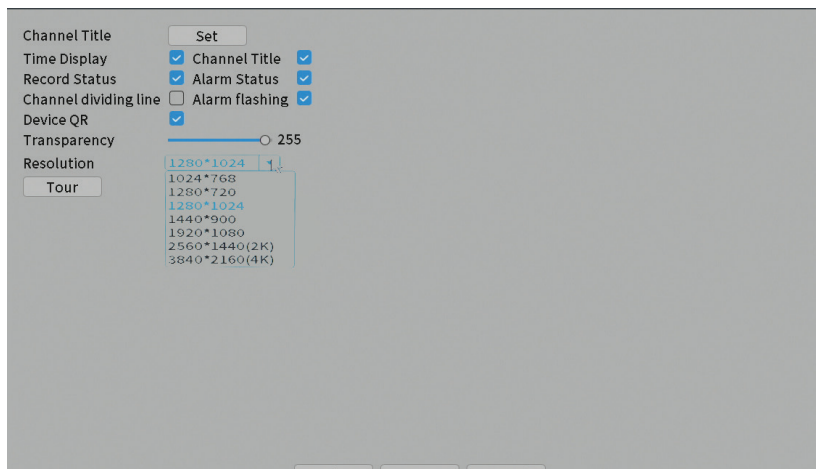 Channel Title Set
Time Display Channel Title
Record Status Alarm Status
Channel dividing line Alarm flashing
Device QR
Transparency 255
Resolution 1280*1024
Tour
1024*768
1280*720
1280*1024
1440*900
1920*1080
2560*1440(2K)
3840*2160(4K)